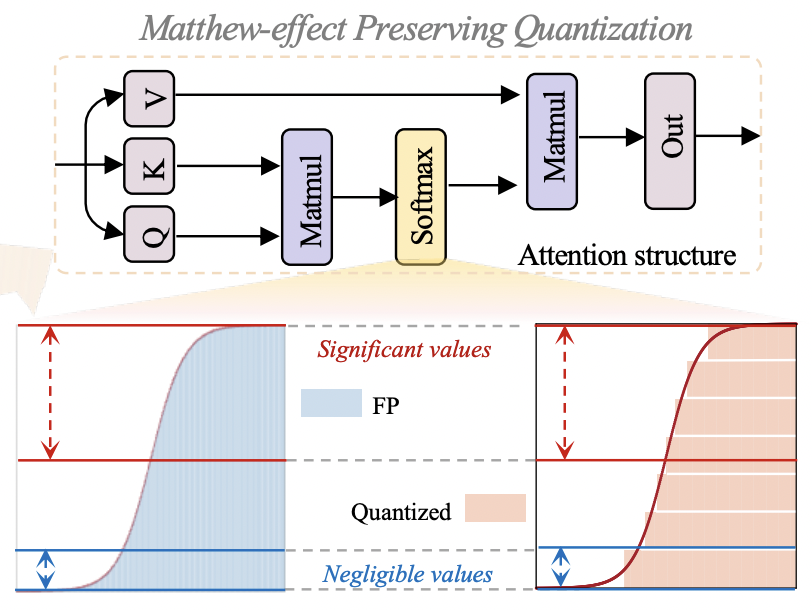 Matthew-effect Preserving Quantization
V
K
Q
Matmul
Softmax
Matmul
Out
Attention structure
Significant values
FP
Quantized
Negligible values